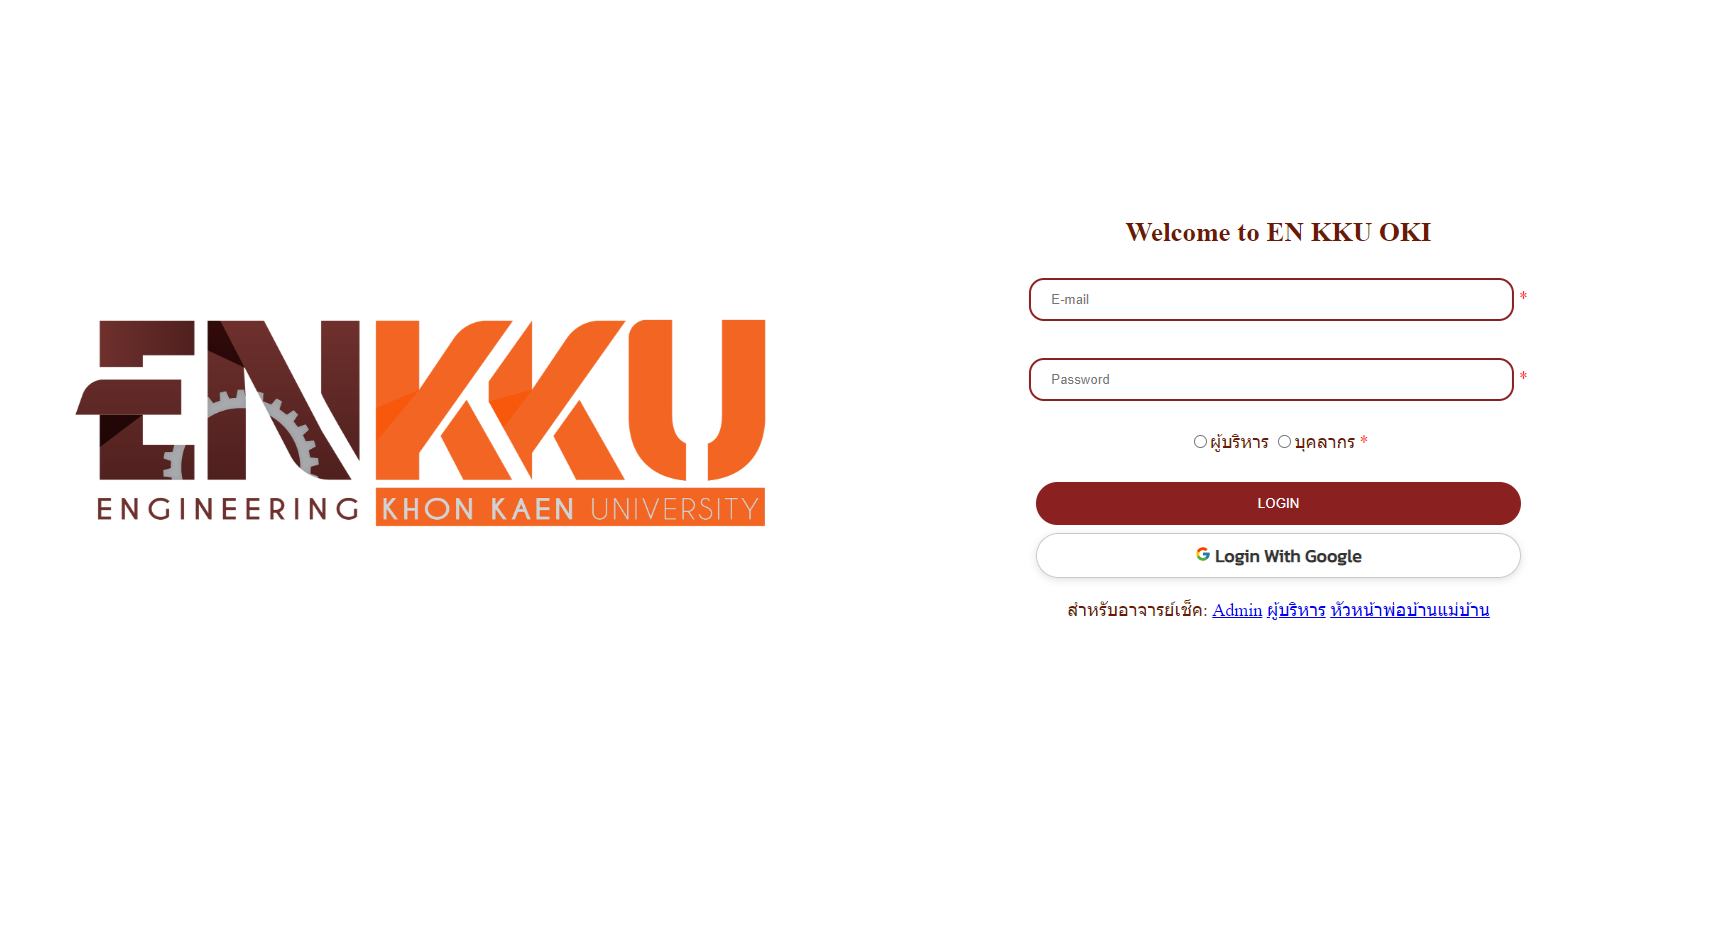 ENKKU
ENGINEERING KHON KAEN UNIVERSITY
Welcome to EN KKU OKI
E-mail *
Password *
ผู้บริหาร บุคลากร *
LOGIN
Login With Google
สำหรับอาจารย์เช็ค: Admin ผู้บริหาร หัวหน้าพ่อบ้านแม่บ้าน